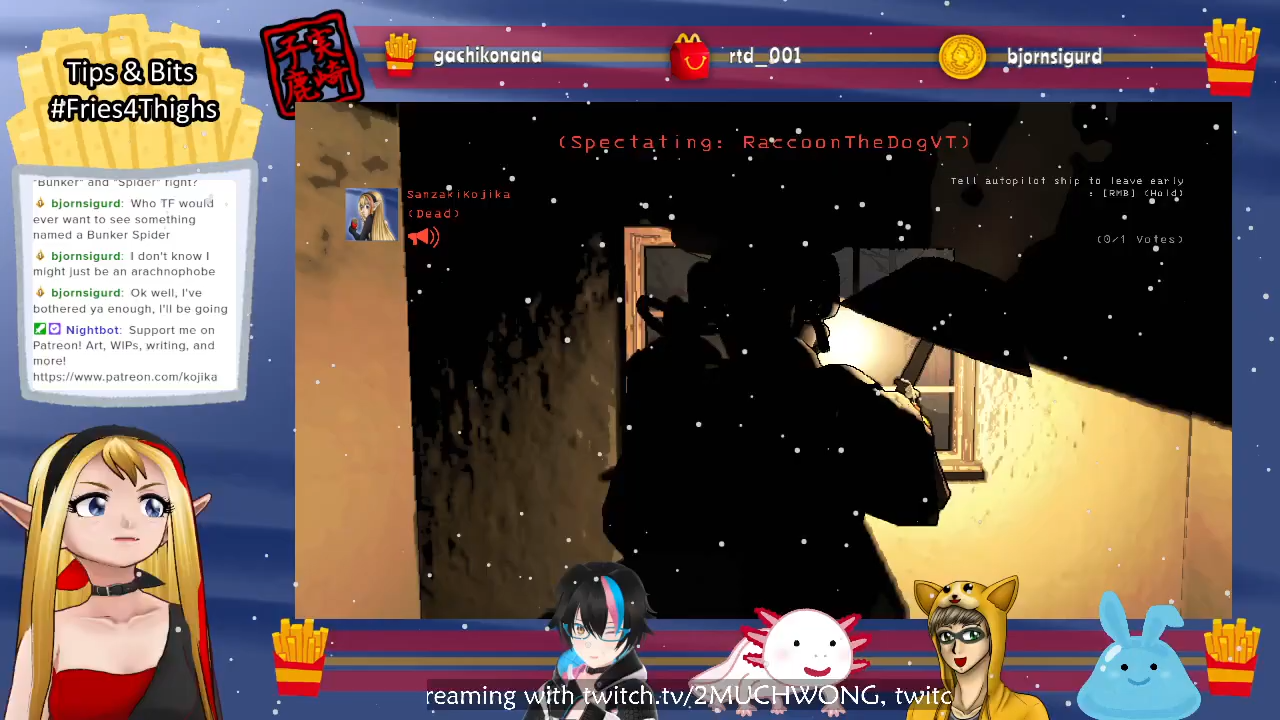 Tips & Bits
#Fries4Thighs
実
子崎
鹿
gachikonana
rtd_001
bjornsigurd
"Bunker" and "Spider" right?
bjornsigurd: Who TF would
ever want to see something
named a Bunker Spider
bjornsigurd: I don't know I
might just be an arachnophobe
bjornsigurd: Ok well, I've
bothered ya enough, I'll be going
Nightbot: Support me on
Patreon! Art, WIPs, writing, and
more!
https://www.patreon.com/kojika
(Spectating: RaccoonTheDogVT)
SanzakiKojika
(Dead)
Tell autopilot ship to leave early
: [RMB] (Hold)
(0/1 Votes)
reaming with twitch.tv/2MUCHWONG, twitc